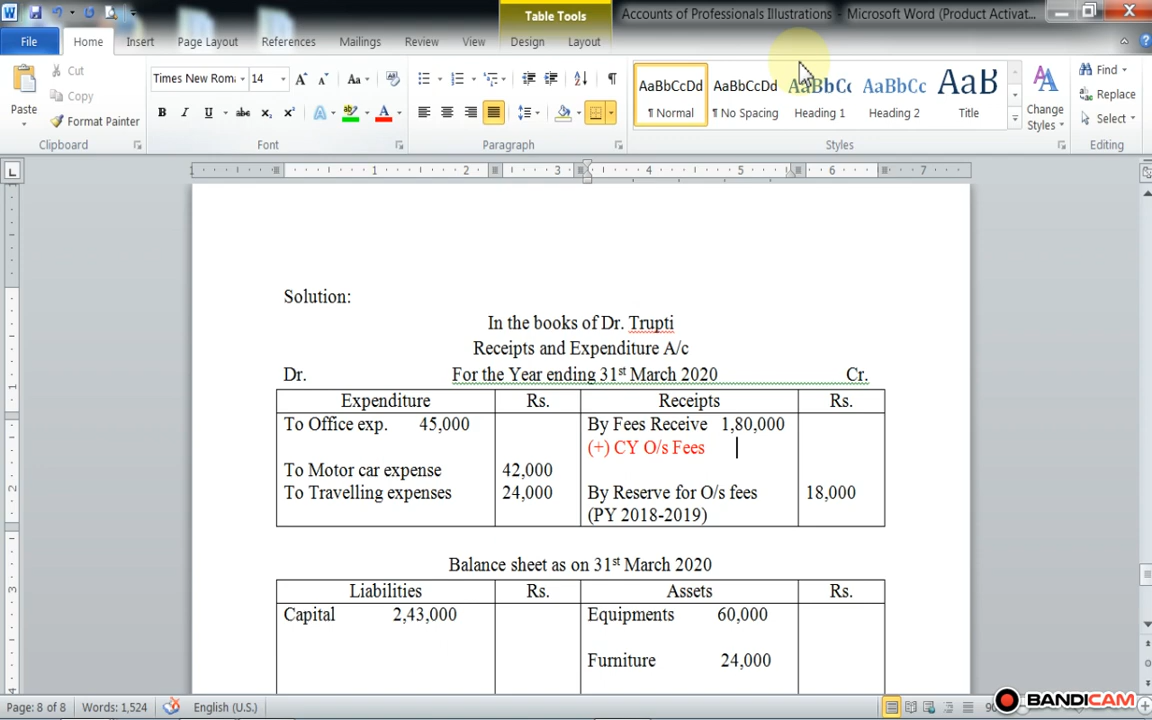 Table Tools
Accounts of Professionals Illustrations - Microsoft Word (Product Activat...
File Home Insert Page Layout References Mailings Review View Design Layout
Paste
Cut
Copy
Format Painter
Clipboard
Times New Rom 14
Font
Paragraph
AaBbCcDd AaBbCcDd AaBbCc AaBbCc AaB
¶ Normal ¶ No Spacing Heading 1 Heading 2 Title
Change Styles
Styles
Find
Replace
Select
Editing
Solution:
In the books of Dr. Trupti
Receipts and Expenditure A/c
Dr. For the Year ending 31st March 2020 Cr.
Expenditure Rs. Receipts Rs.
To Office exp. 45,000 By Fees Receive 1,80,000
(+) CY O/s Fees
To Motor car expense 42,000
To Travelling expenses 24,000 By Reserve for O/s fees 18,000
(PY 2018-2019)
Balance sheet as on 31st March 2020
Liabilities Rs. Assets Rs.
Capital 2,43,000 Equipments 60,000
Furniture 24,000
Page: 8 of 8 Words: 1,524 English (U.S.)
BANDICAM